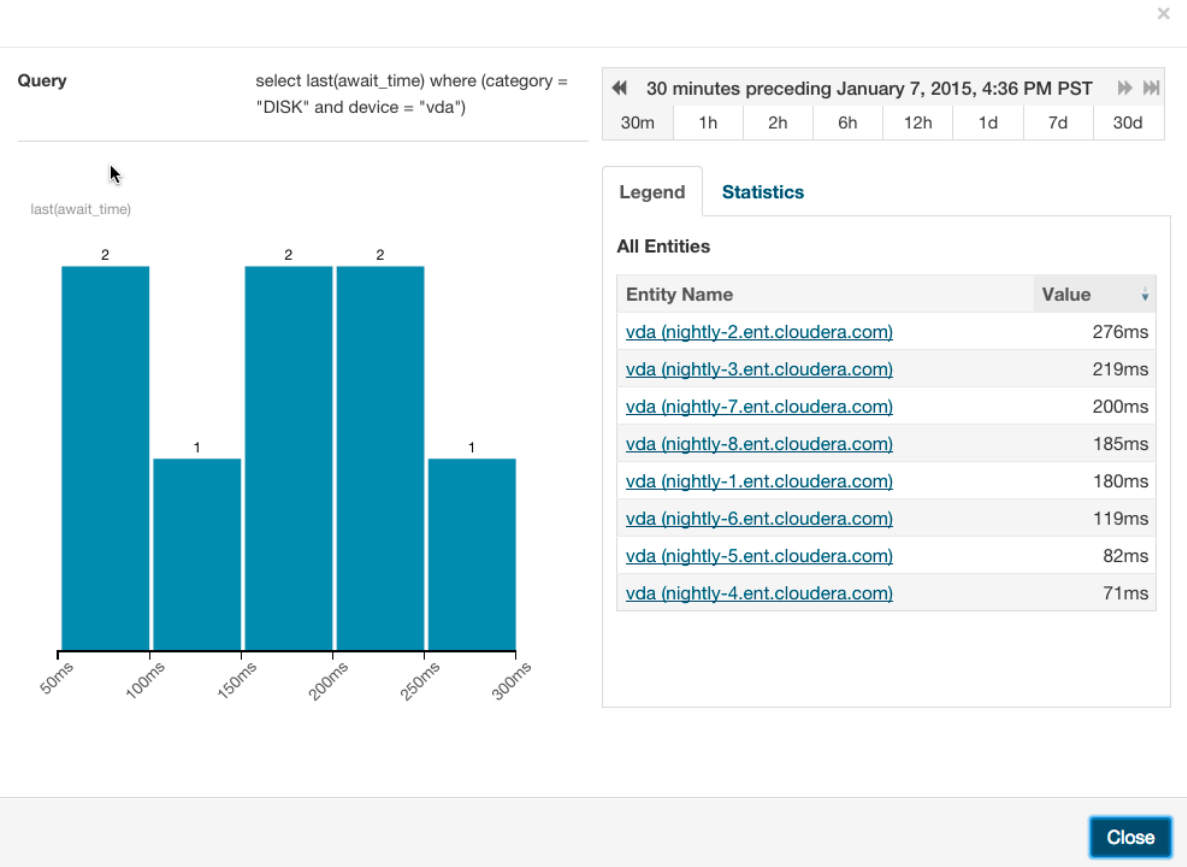 ×
Query
select last(await_time) where (category =
"DISK" and device = "vda")
30 minutes preceding January 7, 2015, 4:36 PM PST
30m 1h 2h 6h 12h 1d 7d 30d
last(await_time)
2 2 2
1 1
50ms 100ms 150ms 200ms 250ms 300ms
Legend Statistics
All Entities
Entity Name Value
vda (nightly-2.ent.cloudera.com) 276ms
vda (nightly-3.ent.cloudera.com) 219ms
vda (nightly-7.ent.cloudera.com) 200ms
vda (nightly-8.ent.cloudera.com) 185ms
vda (nightly-1.ent.cloudera.com) 180ms
vda (nightly-6.ent.cloudera.com) 119ms
vda (nightly-5.ent.cloudera.com) 82ms
vda (nightly-4.ent.cloudera.com) 71ms
Close